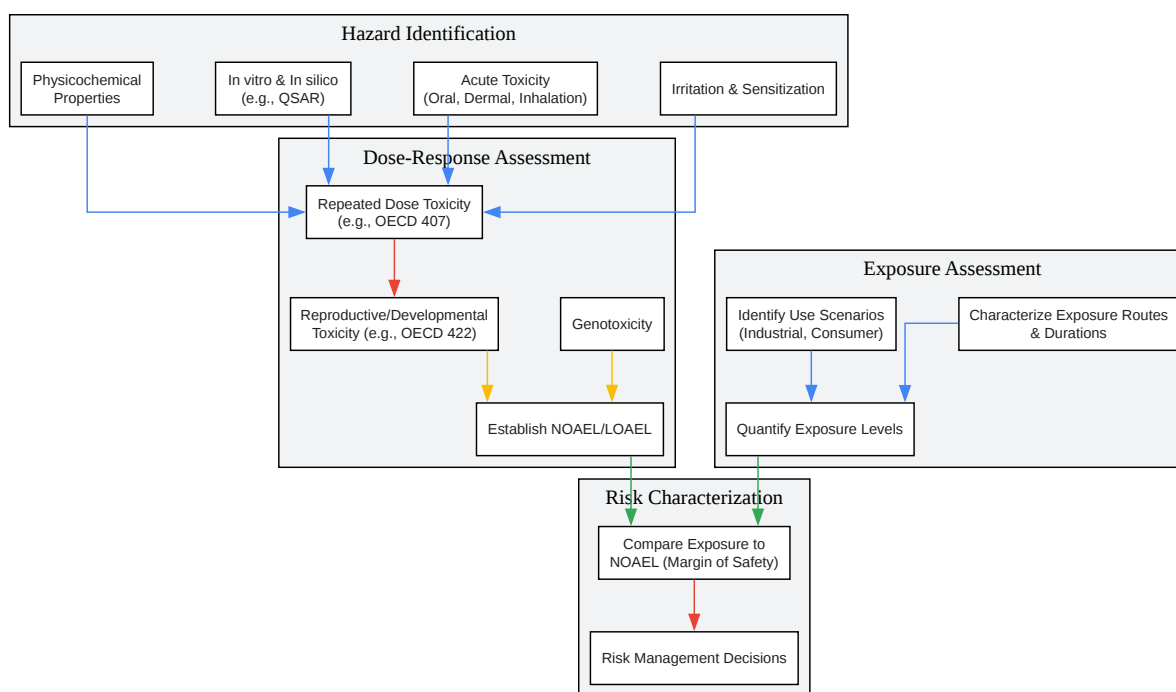 Hazard Identification
Physicochemical
Properties
In vitro & In silico
(e.g., QSAR)
Acute Toxicity
(Oral, Dermal, Inhalation)
Irritation & Sensitization
Dose-Response Assessment
Repeated Dose Toxicity
(e.g., OECD 407)
Reproductive/Developmental
Toxicity (e.g., OECD 422)
Genotoxicity
Establish NOAEL/LOAEL
Exposure Assessment
Identify Use Scenarios
(Industrial, Consumer)
Characterize Exposure Routes
& Durations
Quantify Exposure Levels
Risk Characterization
Compare Exposure to
NOAEL (Margin of Safety)
Risk Management Decisions